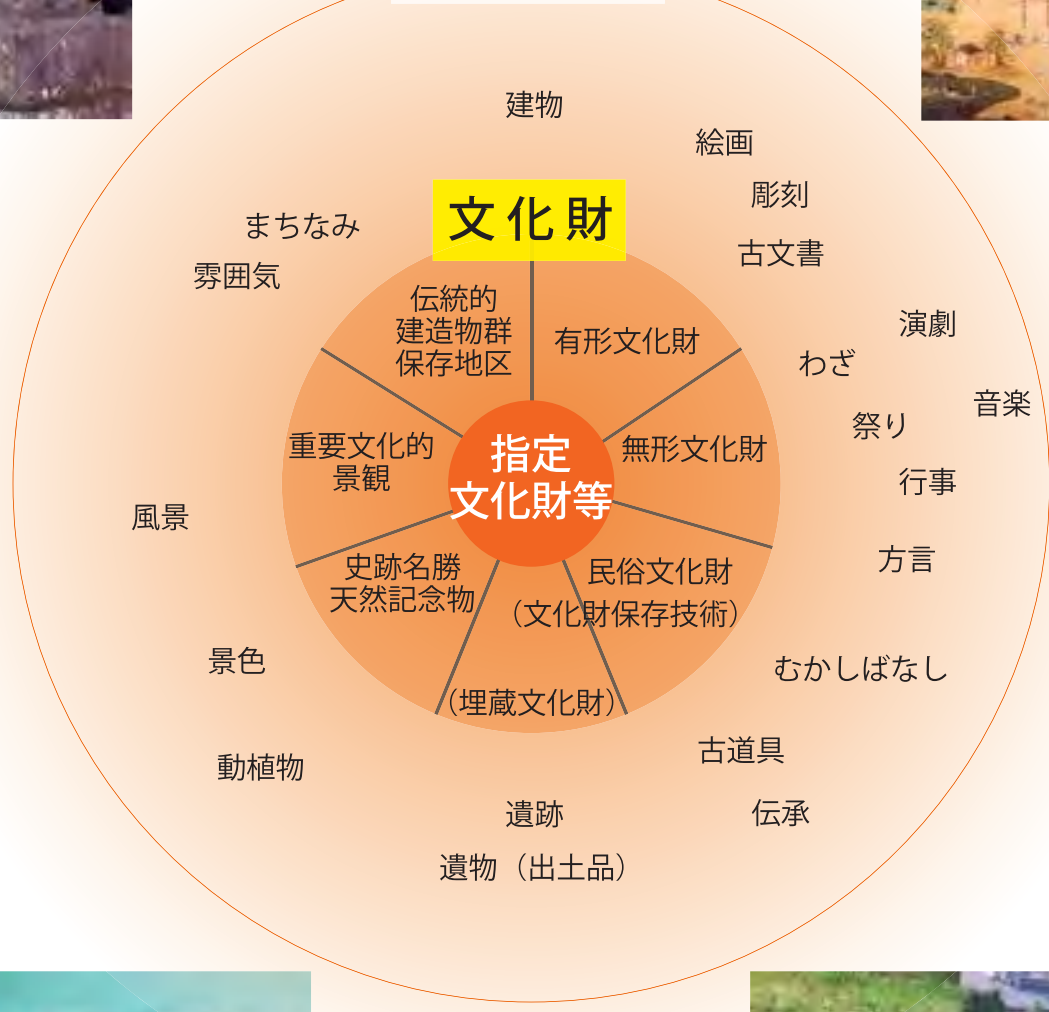 建物
絵画
彫刻
古文書
文化財
まちなみ
雰囲気
伝統的
建造物群
保存地区
有形文化財
演劇
わざ
音楽
祭り
行事
方言
重要文化的
景観
指定
文化財等
無形文化財
風景
史跡名勝
天然記念物
民俗文化財
（文化財保存技術）
（埋蔵文化財）
景色
むかしばなし
動植物
古道具
伝承
遺跡
遺物（出土品）